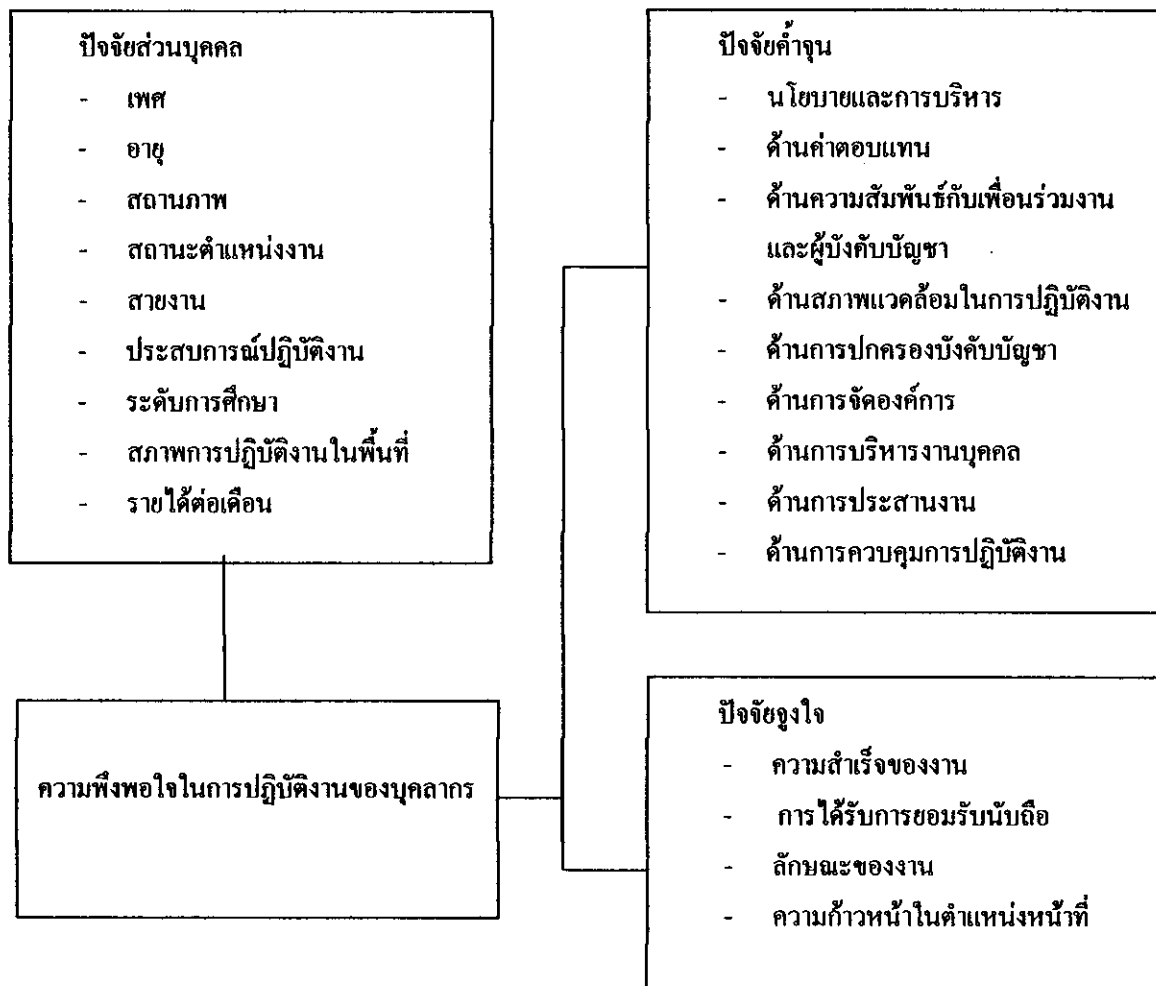 ปัจจัยส่วนบุคคล
- เพศ
- อายุ
- สถานภาพ
- สถานะตำแหน่งงาน
- สายงาน
- ประสบการณ์ปฏิบัติงาน
- ระดับการศึกษา
- สภาพการปฏิบัติงานในพื้นที่
- รายได้ต่อเดือน
ความพึงพอใจในการปฏิบัติงานของบุคลากร
ปัจจัยค้ำจุน
- นโยบายและการบริหาร
- ด้านค่าตอบแทน
- ด้านความสัมพันธ์กับเพื่อนร่วมงาน
และผู้บังคับบัญชา
- ด้านสภาพแวดล้อมในการปฏิบัติงาน
- ด้านการปกครองบังคับบัญชา
- ด้านการจัดองค์การ
- ด้านการบริหารงานบุคคล
- ด้านการประสานงาน
- ด้านการควบคุมการปฏิบัติงาน
ปัจจัยจูงใจ
- ความสำเร็จของงาน
- การได้รับการยอมรับนับถือ
- ลักษณะของงาน
- ความก้าวหน้าในตำแหน่งหน้าที่